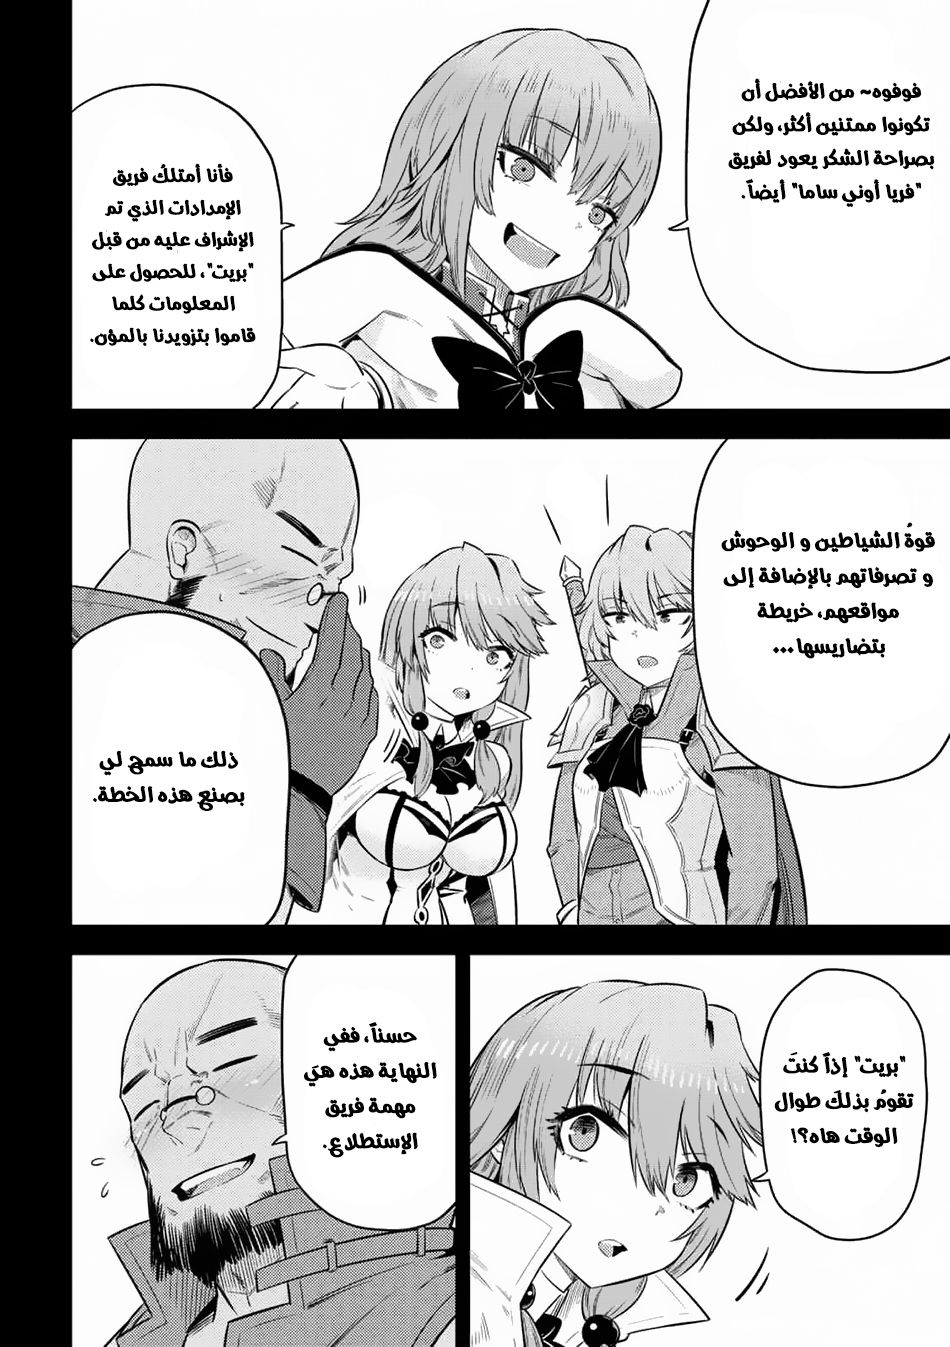 فوفوه~ من الأفضل أن
تكونوا ممتنين أكثر، ولكن
بصراحة الشكر يعود لفريق
"فريا أوني ساما" أيضاً.
فأنا أمتلكُ فريق
الإمدادات الذي تم
الإشراف عليه من قبل
"بريت"، للحصول على
المعلومات كلما
قاموا بتزويدنا بالمؤن.
قوةُ الشياطين و الوحوش
و تصرفاتهم بالإضافة إلى
مواقعهم، خريطة
بتضاريسها...
ذلك ما سمح لي
بصنع هذه الخطة.
"بريت" إذاً كنتَ
تقومُ بذلكَ طوال
الوقت هاه؟!
حسناً، ففي
النهاية هذه هيَ
مهمة فريق
الإستطلاع.